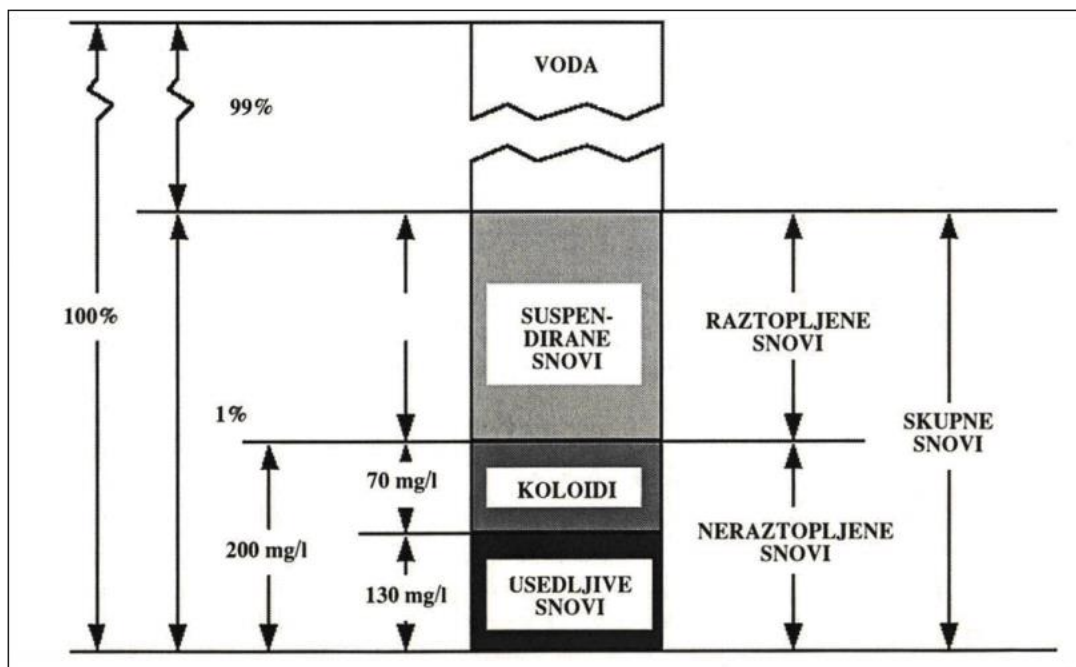 VODA
99%
100%
SUSPEN-
DIRANE
SNOVI
RAZTOPLJENE
SNOVI
1%
SKUPNE
SNOVI
70 mg/l
KOLOIDI
200 mg/l
NERAZTOPLJENE
SNOVI
130 mg/l
USEDLJIVE
SNOVI